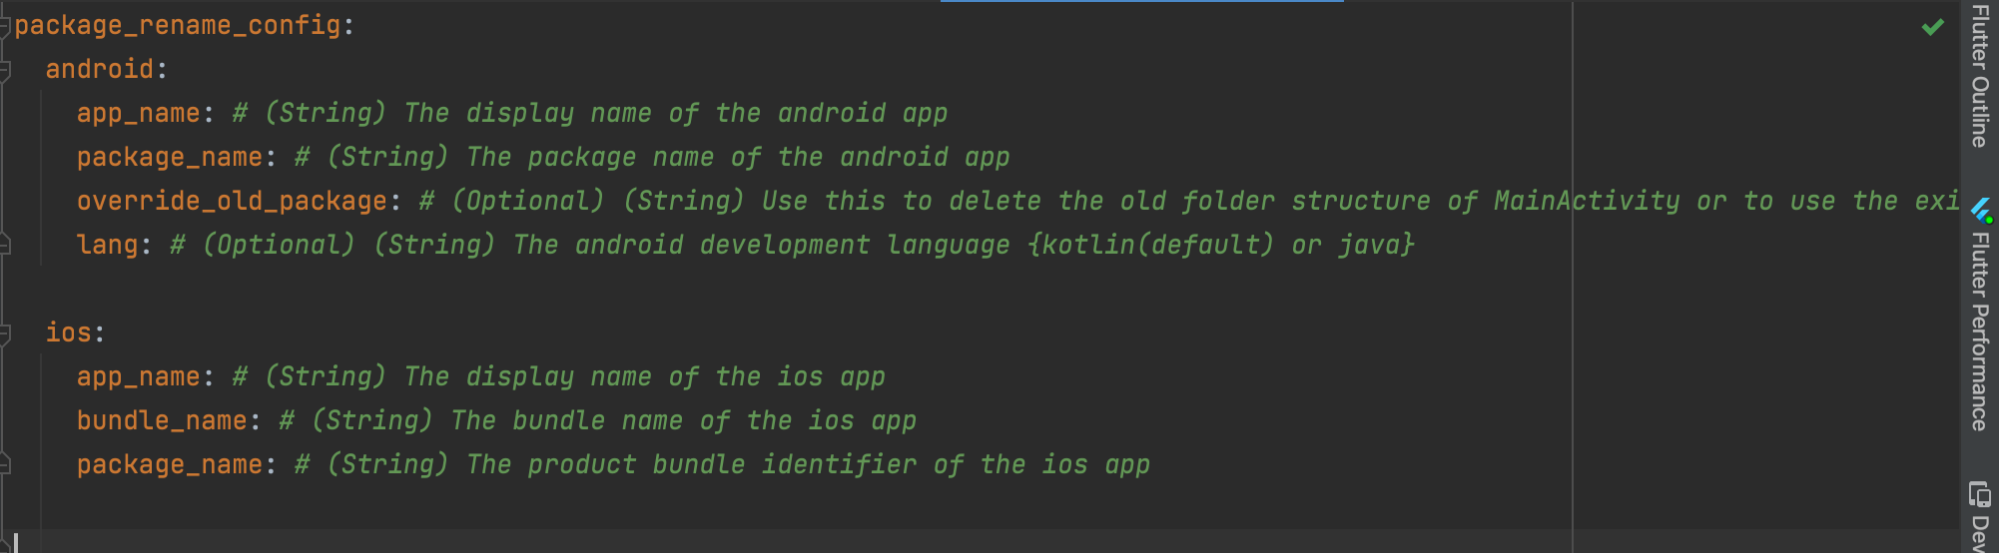 package_rename_config:
android:
app_name: # (String) The display name of the android app
package_name: # (String) The package name of the android app
override_old_package: # (Optional) (String) Use this to delete the old folder structure of MainActivity or to use the exi
lang: # (Optional) (String) The android development language {kotlin(default) or java}
ios:
app_name: # (String) The display name of the ios app
bundle_name: # (String) The bundle name of the ios app
package_name: # (String) The product bundle identifier of the ios app
Flutter Outline
Flutter Performance
Dev